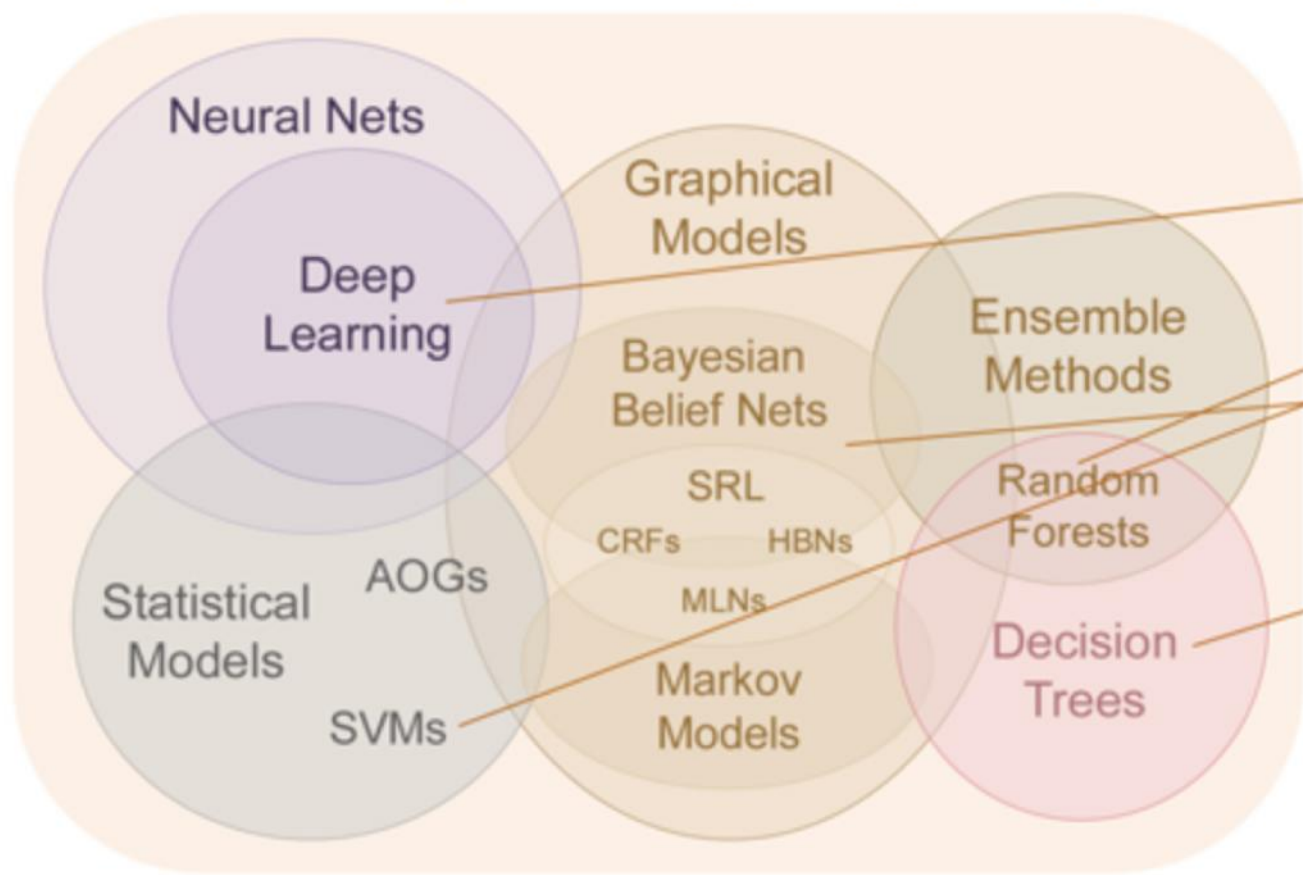 Neural Nets
Deep
Learning
Graphical
Models
Ensemble
Methods
Bayesian
Belief Nets
SRL
CRFs
HBNs
MLNs
Random
Forests
AOGs
Statistical
Models
SVMs
Markov
Models
Decision
Trees